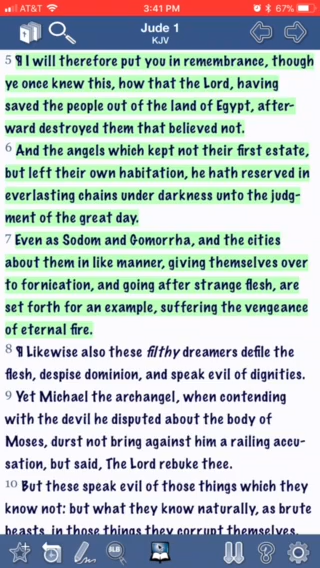 AT&T 3:41 PM 67%
Jude 1
KJV
5 ¶ I will therefore put you in remembrance, though
ye once knew this, how that the Lord, having
saved the people out of the land of Egypt, after-
ward destroyed them that believed not.
6 And the angels which kept not their first estate,
but left their own habitation, he hath reserved in
everlasting chains under darkness unto the judg-
ment of the great day.
7 Even as Sodom and Gomorrha, and the cities
about them in like manner, giving themselves over
to fornication, and going after strange flesh, are
set forth for an example, suffering the vengeance
of eternal fire.
8 ¶ Likewise also these filthy dreamers defile the
flesh, despise dominion, and speak evil of dignities.
9 Yet Michael the archangel, when contending
with the devil he disputed about the body of
Moses, durst not bring against him a railing accu-
sation, but said, The Lord rebuke thee.
10 But these speak evil of those things which they
know not: but what they know naturally, as brute
beasts, in those things they corrupt themselves.
SLB